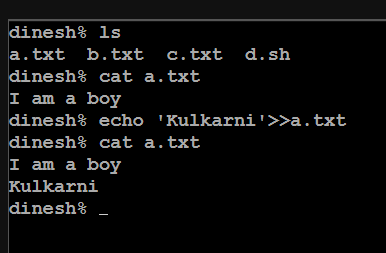 dinesh% ls
a.txt  b.txt  c.txt  d.sh
dinesh% cat a.txt
I am a boy
dinesh% echo 'Kulkarni'>>a.txt
dinesh% cat a.txt
I am a boy
Kulkarni
dinesh% _